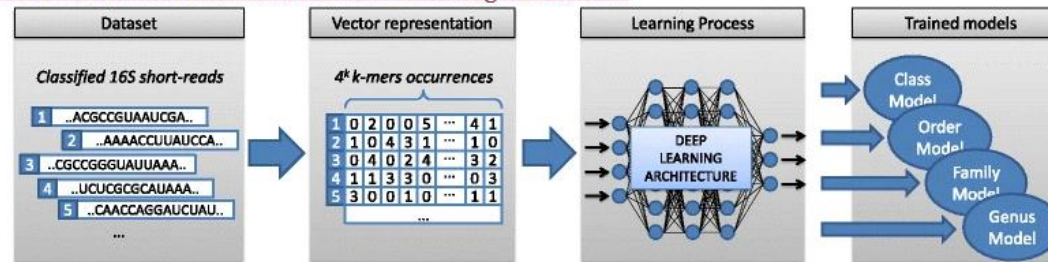 Dataset
Classified 16S short-reads
1 ..ACGCCGUAAUCGA..
2 ..AAAACCUUAUCCA..
3 ..CGCCGGGUAUUAAA..
4 ..UCUCGCGCAUAAA..
5 ..CAACCAGGAUCUAU..
...
Vector representation
4^k k-mers occurrences
1 0 2 0 0 5 ... 4 1
2 1 0 4 3 1 ... 1 0
3 0 4 0 2 4 ... 3 2
4 1 1 3 3 0 ... 0 3
5 3 0 0 1 0 ... 1 1
...
Learning Process
DEEP
LEARNING
ARCHITECTURE
Trained models
Class
Model
Order
Model
Family
Model
Genus
Model